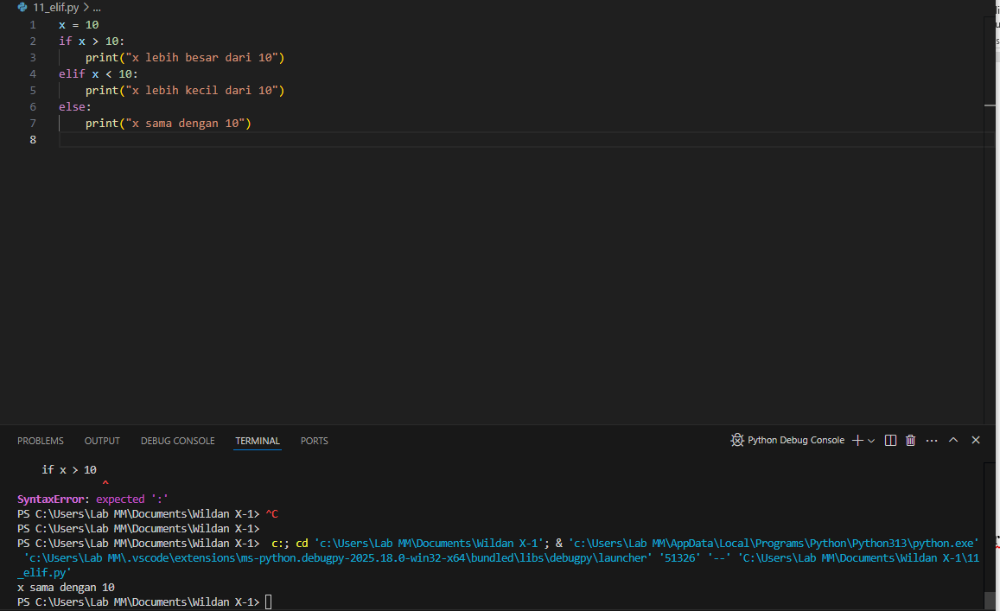 11_elif.py > ...
1 x = 10
2 if x > 10:
3     print("x lebih besar dari 10")
4 elif x < 10:
5     print("x lebih kecil dari 10")
6 else:
7     print("x sama dengan 10")
8
PROBLEMS OUTPUT DEBUG CONSOLE TERMINAL PORTS Python Debug Console
    if x > 10
             ^
SyntaxError: expected ':'
PS C:\Users\Lab MM\Documents\Wildan X-1> ^C
PS C:\Users\Lab MM\Documents\Wildan X-1>
PS C:\Users\Lab MM\Documents\Wildan X-1>  c:; cd 'c:\Users\Lab MM\Documents\Wildan X-1'; & 'c:\Users\Lab MM\AppData\Local\Programs\Python\Python313\python.exe'
 'c:\Users\Lab MM\.vscode\extensions\ms-python.debugpy-2025.18.0-win32-x64\bundled\libs\debugpy\launcher' '51326' '--' 'C:\Users\Lab MM\Documents\Wildan X-1\11
_elif.py'
x sama dengan 10
PS C:\Users\Lab MM\Documents\Wildan X-1>